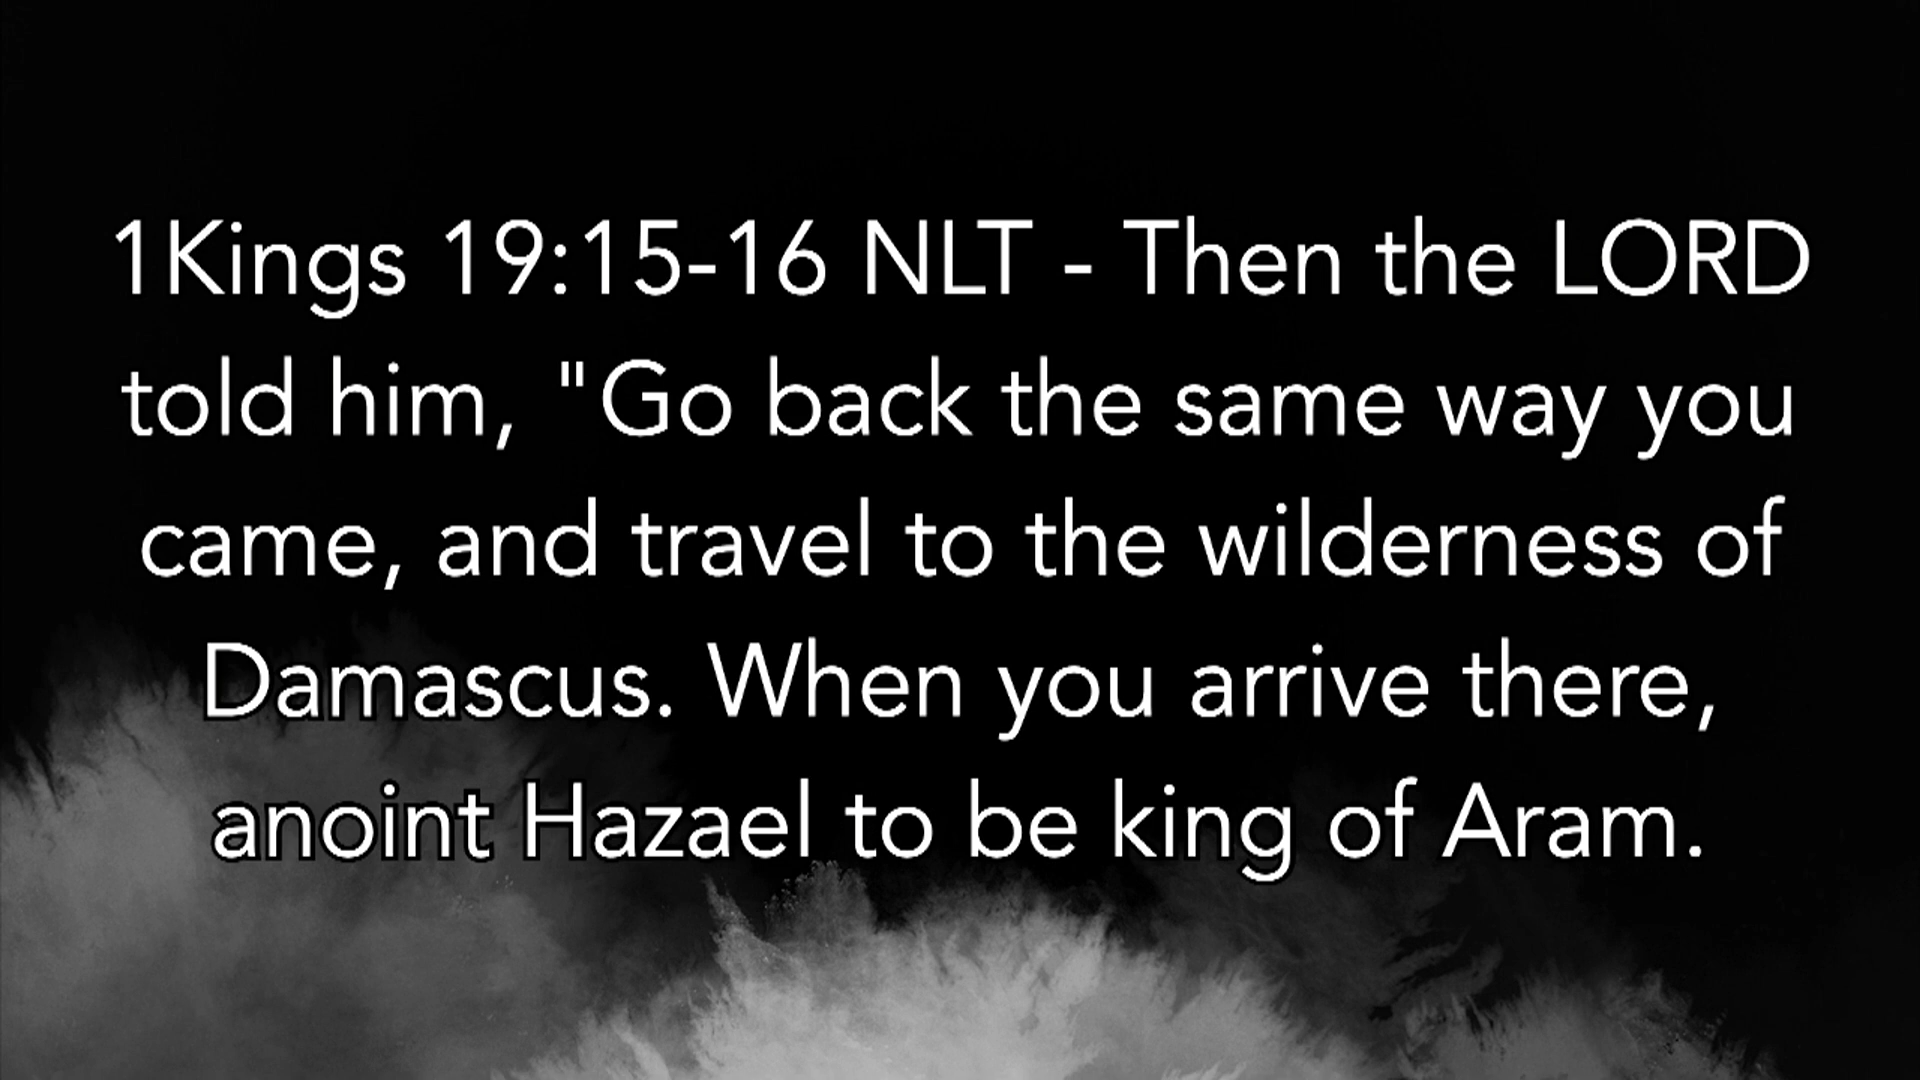 1Kings 19:15-16 NLT - Then the LORD
told him, "Go back the same way you
came, and travel to the wilderness of
Damascus. When you arrive there,
anoint Hazael to be king of Aram.